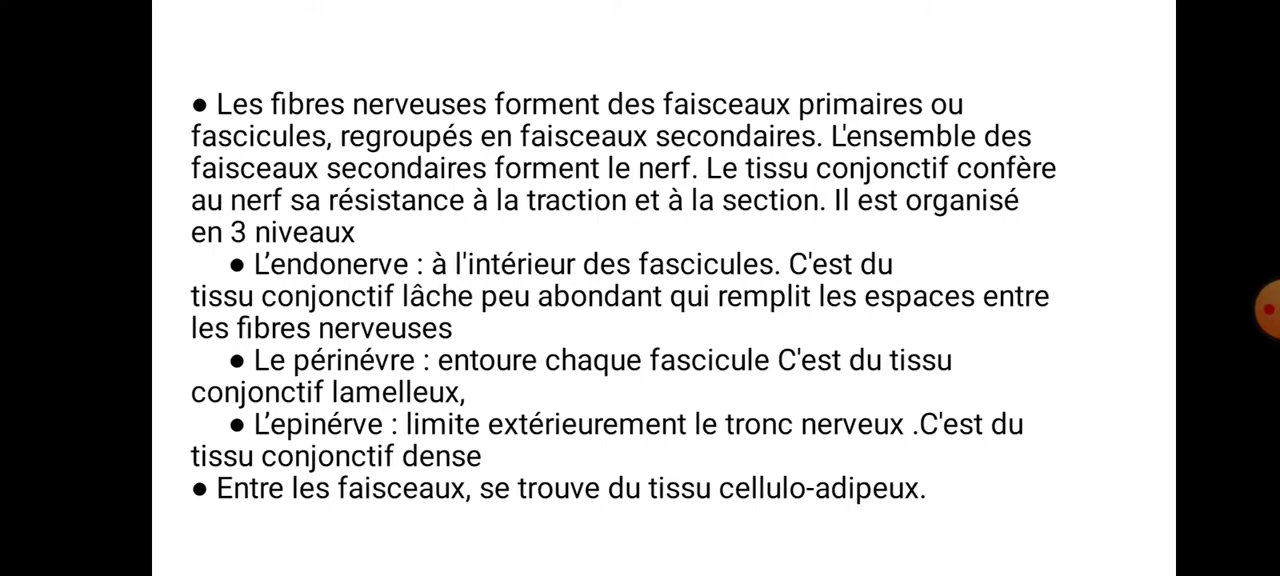 ● Les fibres nerveuses forment des faisceaux primaires ou
fascicules, regroupés en faisceaux secondaires. L'ensemble des
faisceaux secondaires forment le nerf. Le tissu conjonctif confère
au nerf sa résistance à la traction et à la section. Il est organisé
en 3 niveaux
● L’endonerve : à l'intérieur des fascicules. C'est du
tissu conjonctif lâche peu abondant qui remplit les espaces entre
les fibres nerveuses
● Le périnévre : entoure chaque fascicule C'est du tissu
conjonctif lamelleux,
● L’epinérve : limite extérieurement le tronc nerveux .C'est du
tissu conjonctif dense
● Entre les faisceaux, se trouve du tissu cellulo-adipeux.